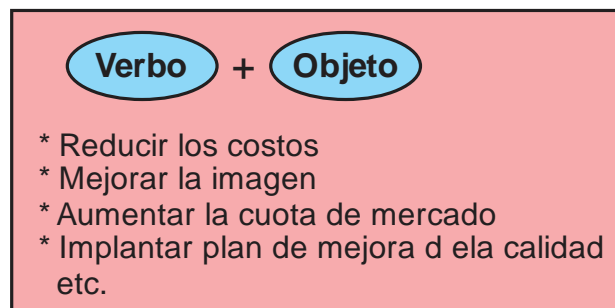 Verbo + Objeto
* Reducir los costos
* Mejorar la imagen
* Aumentar la cuota de mercado
* Implantar plan de mejora d ela calidad
etc.